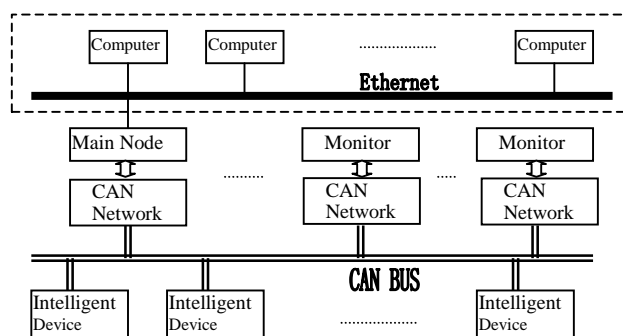 Computer Computer Computer
Ethernet
Main Node Monitor Monitor
CAN Network CAN Network CAN Network
CAN BUS
Intelligent Device Intelligent Device Intelligent Device